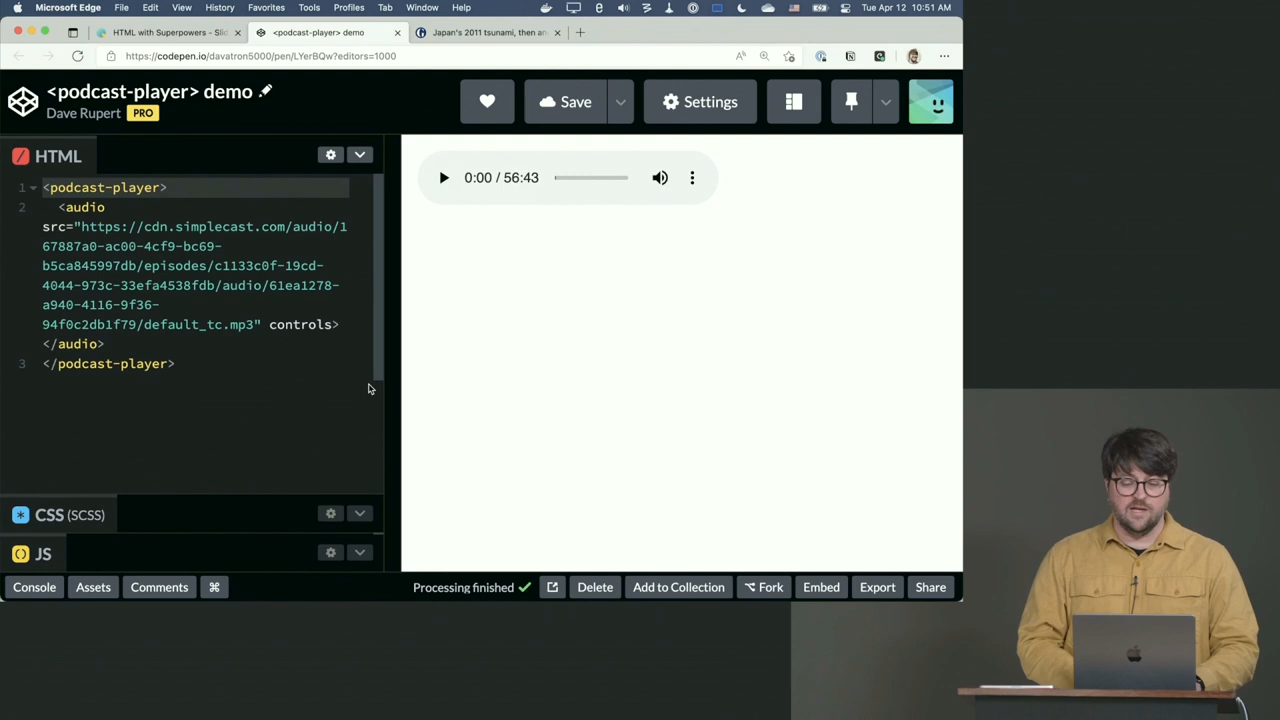 Microsoft Edge File Edit View History Favorites Tools Profiles Tab Window Help Tue Apr 12 10:51 AM
HTML with Superpowers - Slid <podcast-player> demo Japan's 2011 tsunami, then an
https://codepen.io/davatron5000/pen/LYerBQw?editors=1000
<podcast-player> demo
Dave Rupert PRO
Save Settings
HTML
1 <podcast-player>
2 <audio
src="https://cdn.simplecast.com/audio/1
67887a0-ac00-4cf9-bc69-
b5ca845997db/episodes/c1133c0f-19cd-
4044-973c-33efa4538fdb/audio/61ea1278-
a940-4116-9f36-
94f0c2db1f79/default_tc.mp3" controls>
</audio>
3 </podcast-player>
0:00 / 56:43
CSS (SCSS)
JS
Console Assets Comments ⌘ Processing finished Delete Add to Collection Fork Embed Export Share